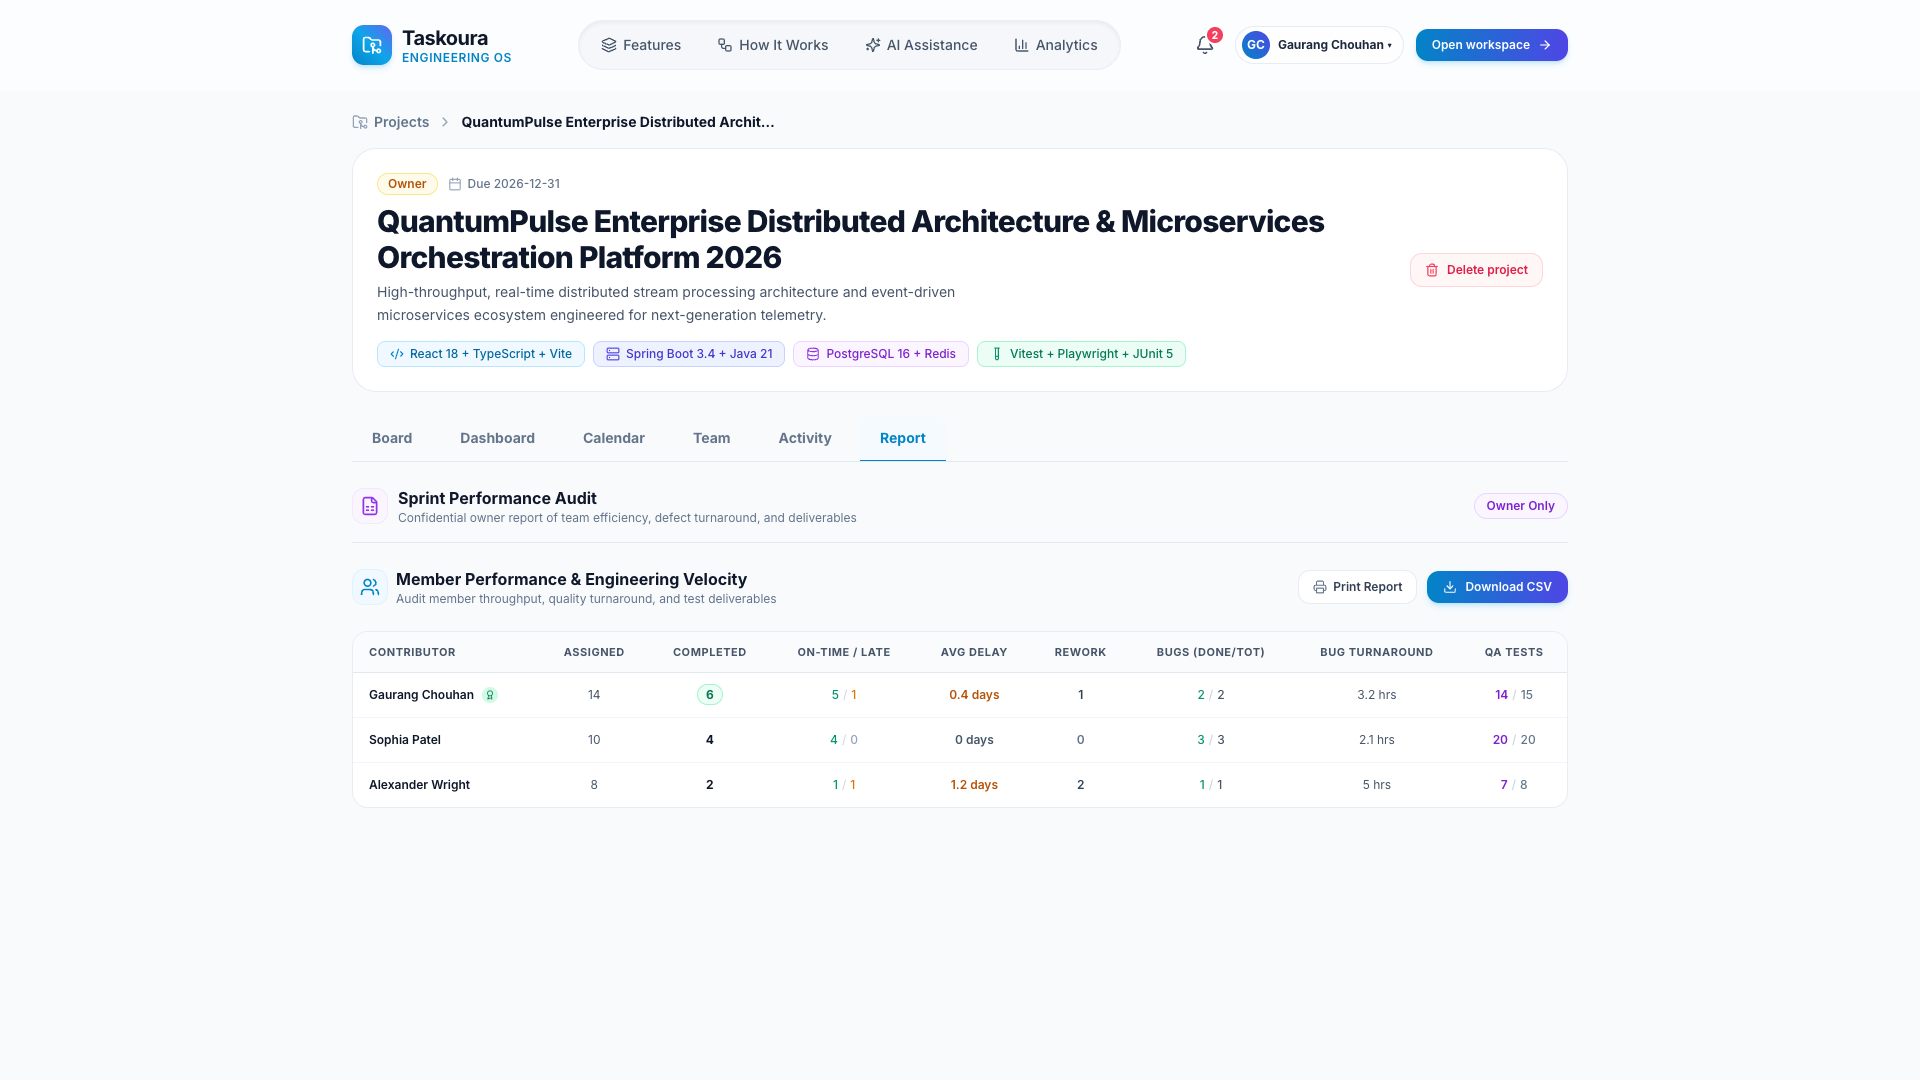 Taskoura
ENGINEERING OS
Features
How It Works
AI Assistance
Analytics
2
GC
Gaurang Chouhan
Open workspace
Projects
QuantumPulse Enterprise Distributed Archit...
Owner
Due 2026-12-31
QuantumPulse Enterprise Distributed Architecture & Microservices
Orchestration Platform 2026
Delete project
High-throughput, real-time distributed stream processing architecture and event-driven
microservices ecosystem engineered for next-generation telemetry.
React 18 + TypeScript + Vite
Spring Boot 3.4 + Java 21
PostgreSQL 16 + Redis
Vitest + Playwright + JUnit 5
Board
Dashboard
Calendar
Team
Activity
Report
Sprint Performance Audit
Confidential owner report of team efficiency, defect turnaround, and deliverables
Owner Only
Member Performance & Engineering Velocity
Audit member throughput, quality turnaround, and test deliverables
Print Report
Download CSV
CONTRIBUTOR ASSIGNED COMPLETED ON-TIME / LATE AVG DELAY REWORK BUGS (DONE/TOT) BUG TURNAROUND QA TESTS
Gaurang Chouhan 14 6 5 / 1 0.4 days 1 2 / 2 3.2 hrs 14 / 15
Sophia Patel 10 4 4 / 0 0 days 0 3 / 3 2.1 hrs 20 / 20
Alexander Wright 8 2 1 / 1 1.2 days 2 1 / 1 5 hrs 7 / 8